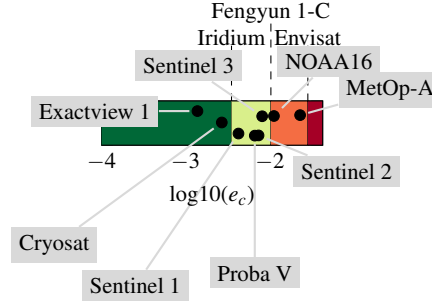 Fengyun 1-C
Iridium Envisat
Sentinel 3
NOAA16
MetOp-A
Exactview 1
−4 −3 −2
Sentinel 2
log10(e_c)
Cryosat
Proba V
Sentinel 1